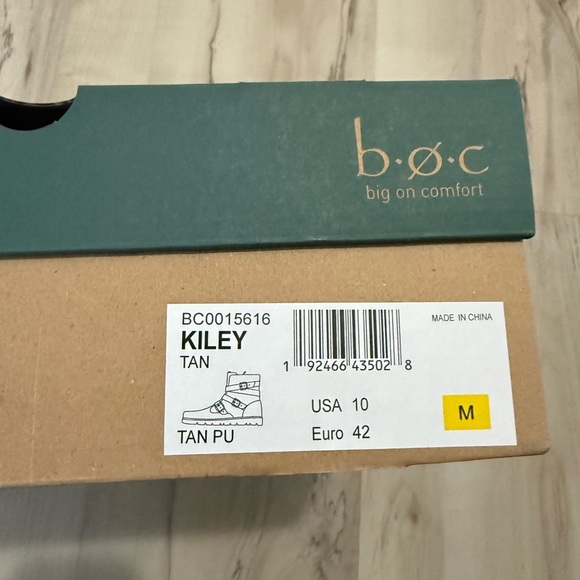 b·ø·c
big on comfort
BC0015616
KILEY
TAN
TAN PU
1 92466 43502 8
USA 10
Euro 42
MADE IN CHINA
M